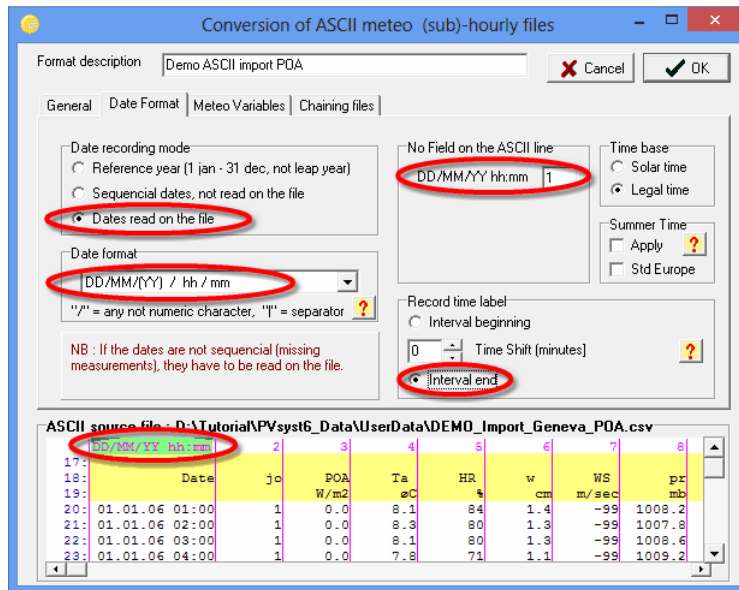 Conversion of ASCII meteo (sub)-hourly files
Format description
Demo ASCII import POA
Cancel
OK
General
Date Format
Meteo Variables
Chaining files
Date recording mode
Reference year (1 jan - 31 dec, not leap year)
Sequencial dates, not read on the file
Dates read on the file
Date format
DD/MM/(YY) / hh / mm
"/" = any not numeric character, "|" = separator ?
NB : If the dates are not sequencial (missing
measurements), they have to be read on the file.
No Field on the ASCII line
DD/MM/YY hh:mm 1
Time base
Solar time
Legal time
Summer Time
Apply ?
Std Europe
Record time label
Interval beginning
0 Time Shift (minutes) ?
Interval end
ASCII source file : D:\Tutorial\PVsyst6_Data\UserData\DEMO_Import_Geneva_POA.csv
DD/MM/YY hh:mm 2 3 4 5 6 7 8
17:
18: Date jo POA Ta HR w WS pr
19: W/m2 øC % cm m/sec mb
20: 01.01.06 01:00 1 0.0 8.1 84 1.4 -99 1008.2
21: 01.01.06 02:00 1 0.0 8.3 80 1.3 -99 1007.8
22: 01.01.06 03:00 1 0.0 8.1 80 1.3 -99 1008.6
23: 01.01.06 04:00 1 0.0 7.8 71 1.1 -99 1009.2